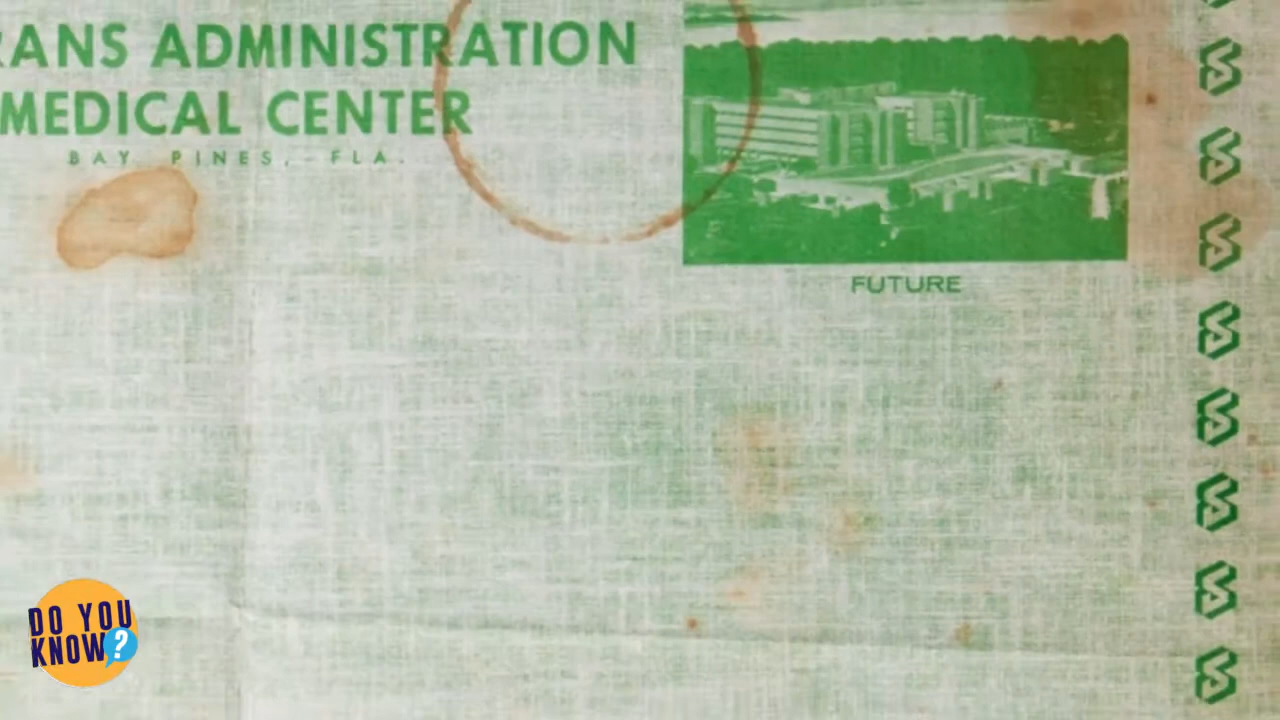 RANS ADMINISTRATION
MEDICAL CENTER
BAY PINES, FLA.
FUTURE
DO YOU
KNOW?